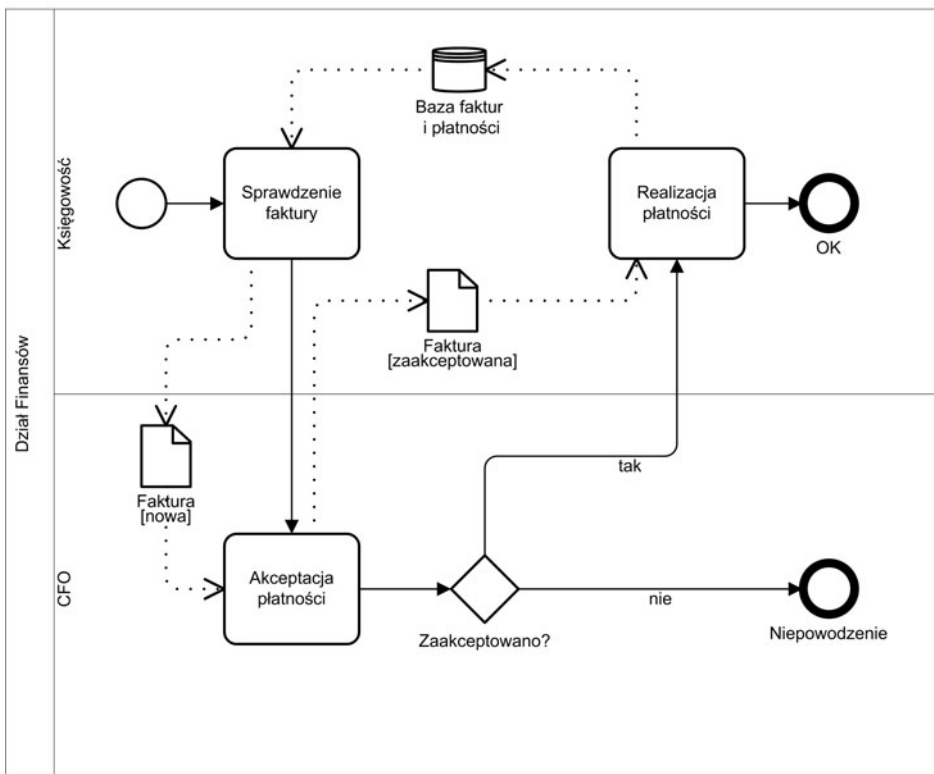 Dział Finansów
Księgowość
Baza faktur
i płatności
Sprawdzenie
faktury
Realizacja
płatności
OK
Faktura
[zaakceptowana]
CFO
Faktura
[nowa]
tak
Akceptacja
płatności
Zaakceptowano?
nie
Niepowodzenie